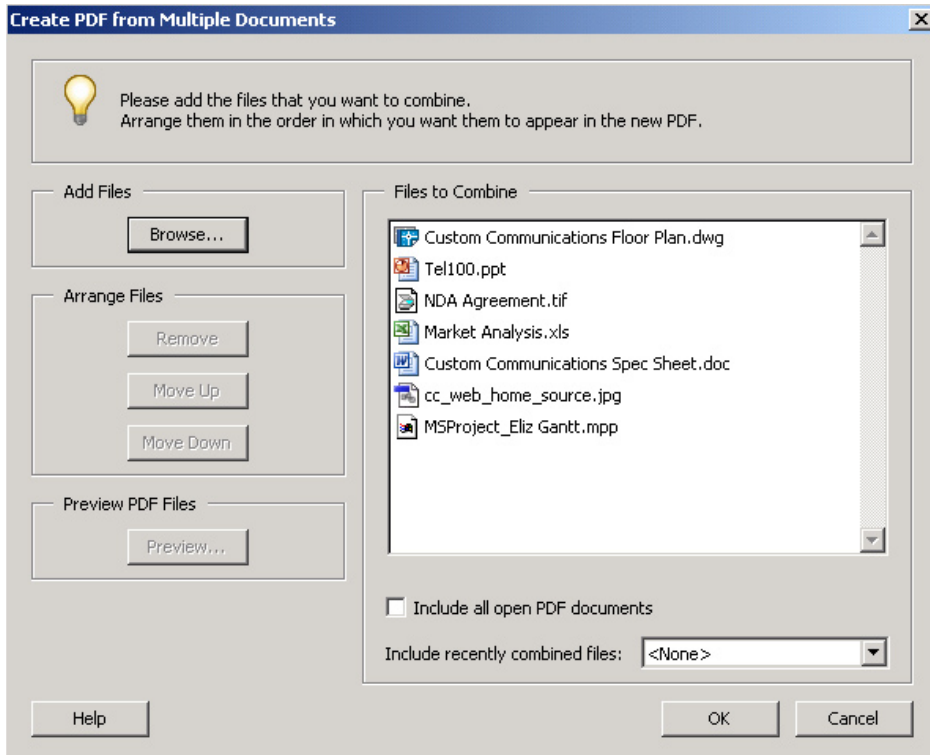 Create PDF from Multiple Documents
Please add the files that you want to combine.
Arrange them in the order in which you want them to appear in the new PDF.
Add Files
Browse...
Arrange Files
Remove
Move Up
Move Down
Preview PDF Files
Preview...
Files to Combine
Custom Communications Floor Plan.dwg
Tel100.ppt
NDA Agreement.tif
Market Analysis.xls
Custom Communications Spec Sheet.doc
cc_web_home_source.jpg
MSProject_Eliz Gantt.mpp
Include all open PDF documents
Include recently combined files: <None>
Help
OK
Cancel